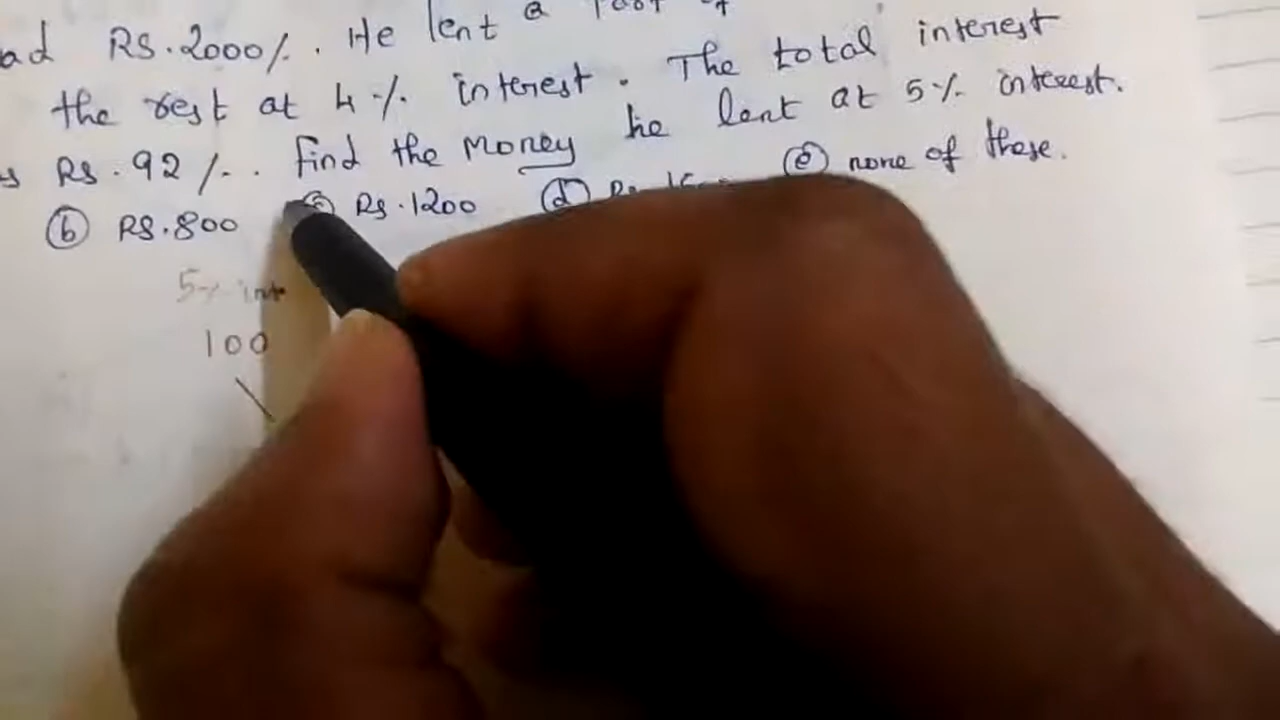 ad RS.2000/. He lent a
the rest at 4% interest. The total interest
s Rs.92/-. find the money he lent at 5% interest.
(b) RS.800 (c) Rs.1200 (d) (e) none of these.
5% int
100